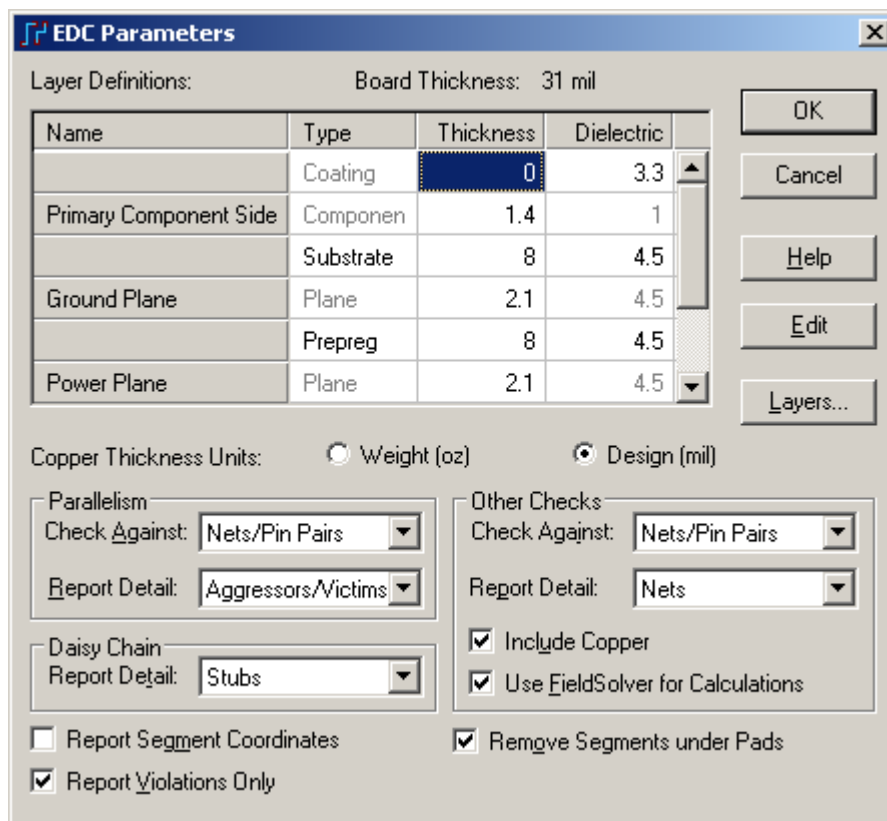 EDC Parameters
Layer Definitions: Board Thickness: 31 mil
Name Type Thickness Dielectric
Coating 0 3.3
Primary Component Side Componen 1.4 1
Substrate 8 4.5
Ground Plane Plane 2.1 4.5
Prepreg 8 4.5
Power Plane Plane 2.1 4.5
OK
Cancel
Help
Edit
Layers...
Copper Thickness Units: Weight (oz) Design (mil)
Parallelism
Check Against: Nets/Pin Pairs
Report Detail: Aggressors/Victims
Daisy Chain
Report Detail: Stubs
Other Checks
Check Against: Nets/Pin Pairs
Report Detail: Nets
Include Copper
Use FieldSolver for Calculations
Report Segment Coordinates
Remove Segments under Pads
Report Violations Only